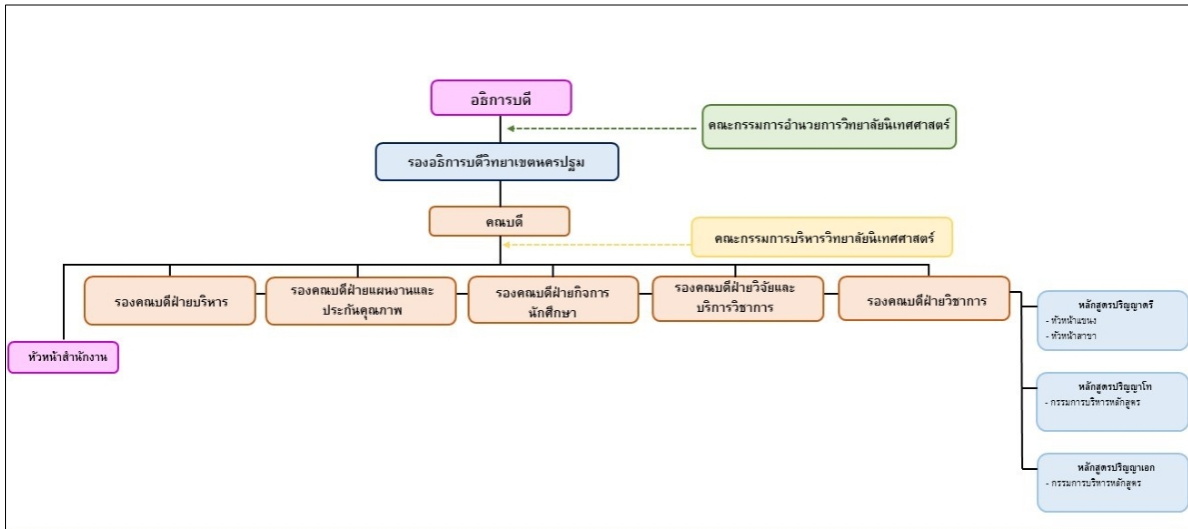 อธิการบดี
คณะกรรมการอำนวยการวิทยาลัยนิเทศศาสตร์
รองอธิการบดีวิทยาเขตนครปฐม
คณบดี
คณะกรรมการบริหารวิทยาลัยนิเทศศาสตร์
รองคณบดีฝ่ายบริหาร
รองคณบดีฝ่ายแผนงานและ
ประกันคุณภาพ
รองคณบดีฝ่ายกิจการ
นักศึกษา
รองคณบดีฝ่ายวิจัยและ
บริการวิชาการ
รองคณบดีฝ่ายวิชาการ
หัวหน้าสำนักงาน
หลักสูตรปริญญาตรี
- หัวหน้าแขนง
- หัวหน้าสาขา
หลักสูตรปริญญาโท
- กรรมการบริหารหลักสูตร
หลักสูตรปริญญาเอก
- กรรมการบริหารหลักสูตร